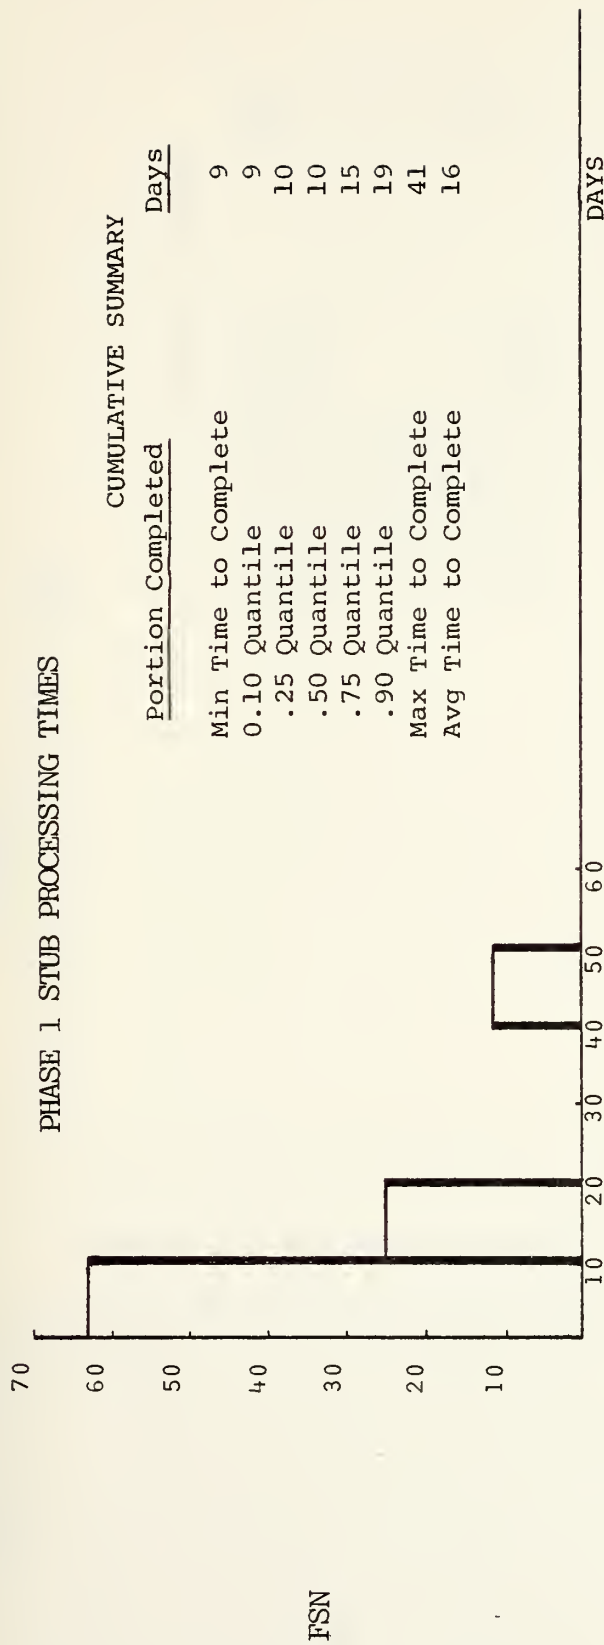 PHASE 1 STUB PROCESSING TIMES
CUMULATIVE SUMMARY
Portion Completed Days
Min Time to Complete 9
0.10 Quantile 9
.25 Quantile 10
.50 Quantile 10
.75 Quantile 15
.90 Quantile 19
Max Time to Complete 41
Avg Time to Complete 16
FSN
70
60
50
40
30
20
10
10 20 30 40 50 60 DAYS